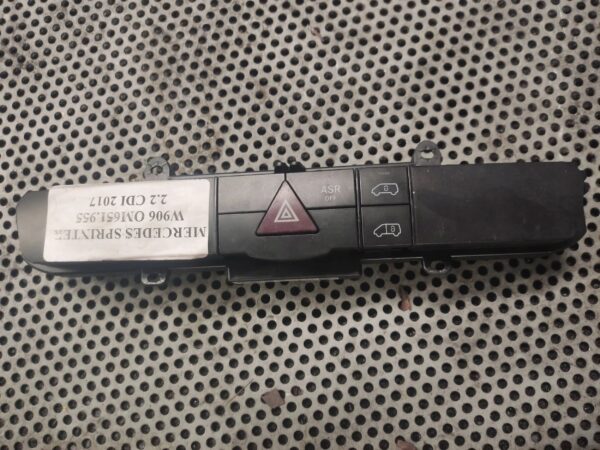 MERCEDES SPRINTER
W906 OM651.955
2.2 CDI 2017
ASR
OFF